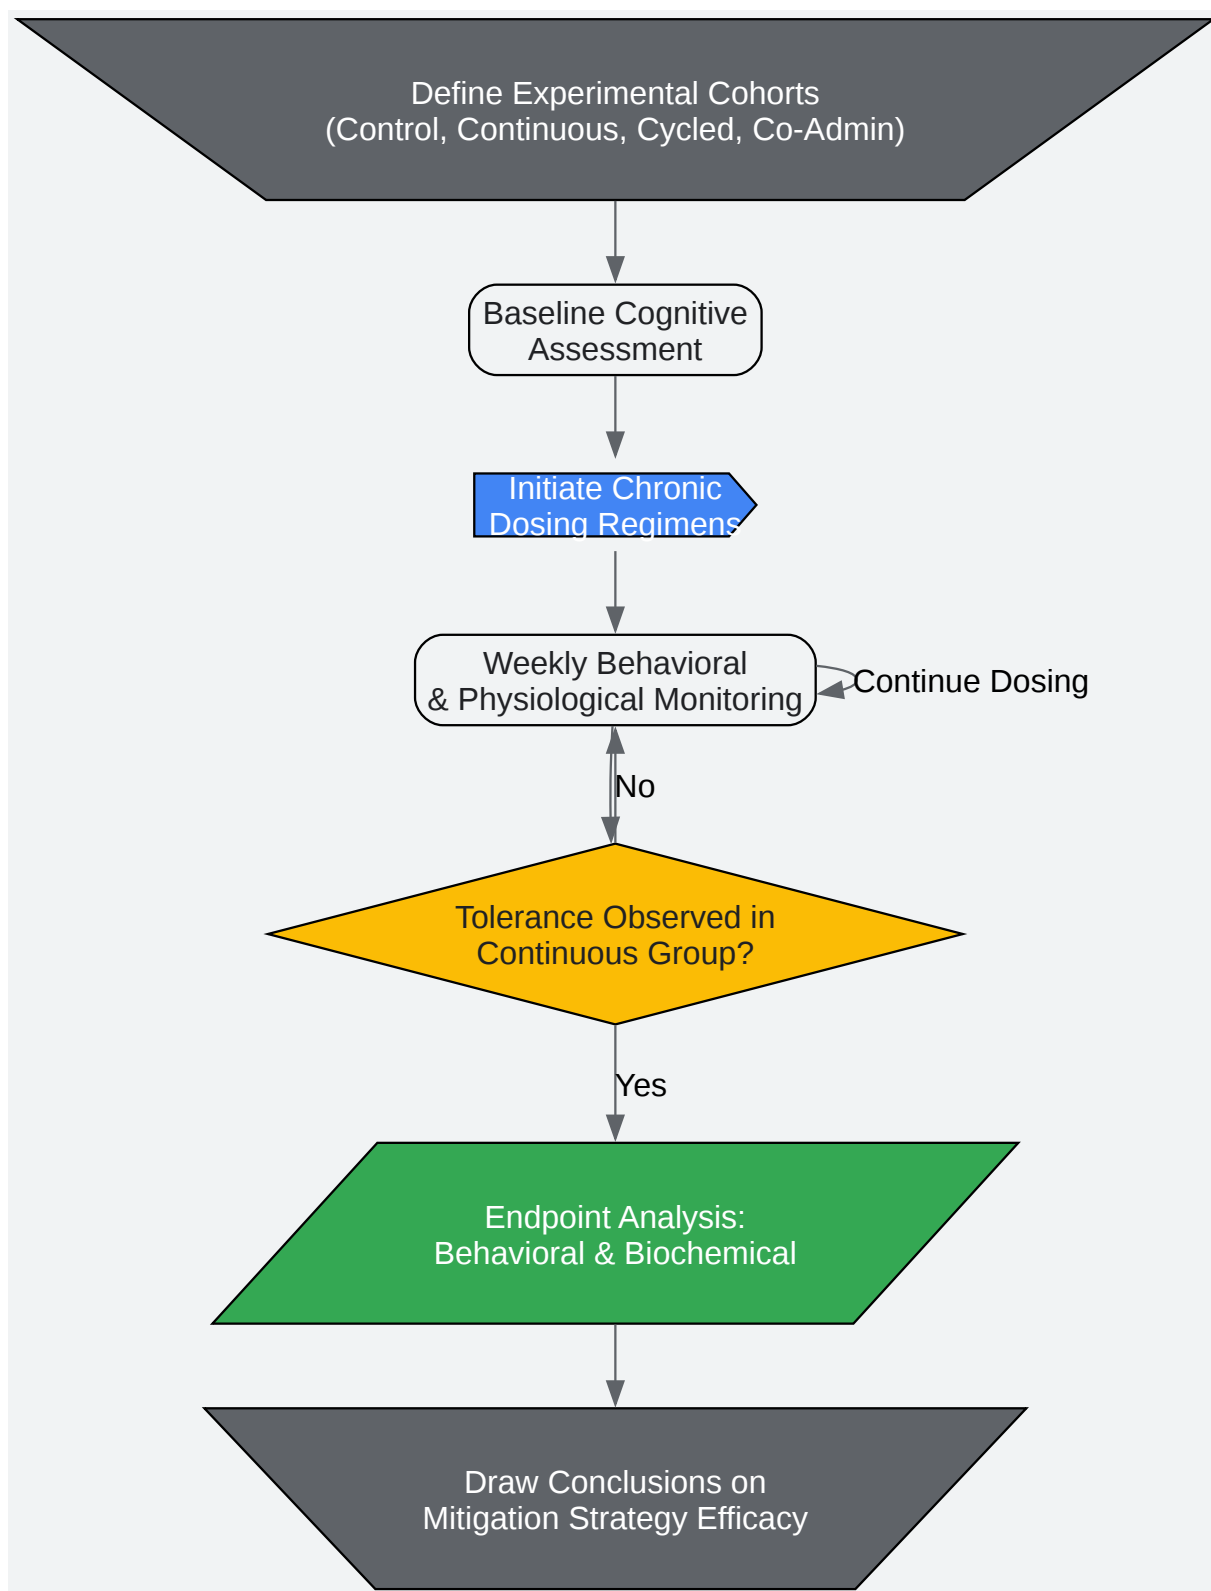 Define Experimental Cohorts
(Control, Continuous, Cycled, Co-Admin)
Baseline Cognitive
Assessment
Initiate Chronic
Dosing Regimens
Weekly Behavioral
& Physiological Monitoring
Continue Dosing
No
Tolerance Observed in
Continuous Group?
Yes
Endpoint Analysis:
Behavioral & Biochemical
Draw Conclusions on
Mitigation Strategy Efficacy